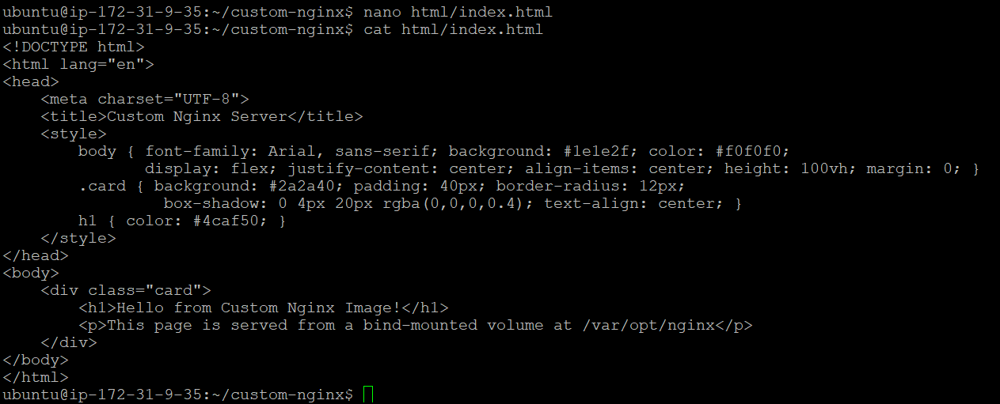 ubuntu@ip-172-31-9-35:~/custom-nginx$ nano html/index.html
ubuntu@ip-172-31-9-35:~/custom-nginx$ cat html/index.html
<!DOCTYPE html>
<html lang="en">
<head>
    <meta charset="UTF-8">
    <title>Custom Nginx Server</title>
    <style>
        body { font-family: Arial, sans-serif; background: #1e1e2f; color: #f0f0f0;
               display: flex; justify-content: center; align-items: center; height: 100vh; margin: 0; }
        .card { background: #2a2a40; padding: 40px; border-radius: 12px;
                 box-shadow: 0 4px 20px rgba(0,0,0,0.4); text-align: center; }
        h1 { color: #4caf50; }
    </style>
</head>
<body>
    <div class="card">
        <h1>Hello from Custom Nginx Image!</h1>
        <p>This page is served from a bind-mounted volume at /var/opt/nginx</p>
    </div>
</body>
</html>
ubuntu@ip-172-31-9-35:~/custom-nginx$